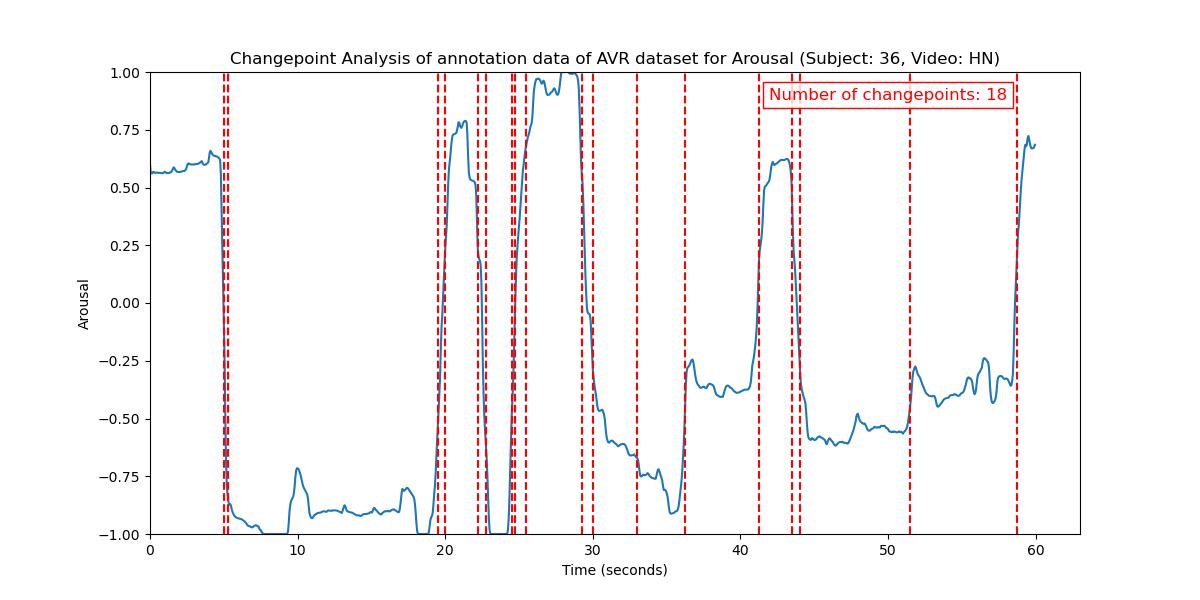 Changepoint Analysis of annotation data of AVR dataset for Arousal (Subject: 36, Video: HN)
Number of changepoints: 18
1.00
0.75
0.50
0.25
0.00
−0.25
−0.50
−0.75
−1.00
Arousal
0 10 20 30 40 50 60
Time (seconds)